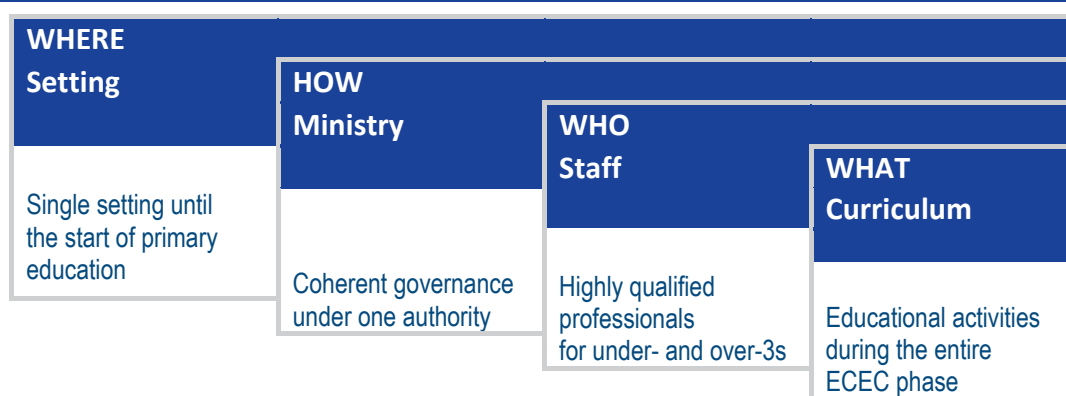 WHERE
Setting
Single setting until
the start of primary
education
HOW
Ministry
Coherent governance
under one authority
WHO
Staff
Highly qualified
professionals
for under- and over-3s
WHAT
Curriculum
Educational activities
during the entire
ECEC phase